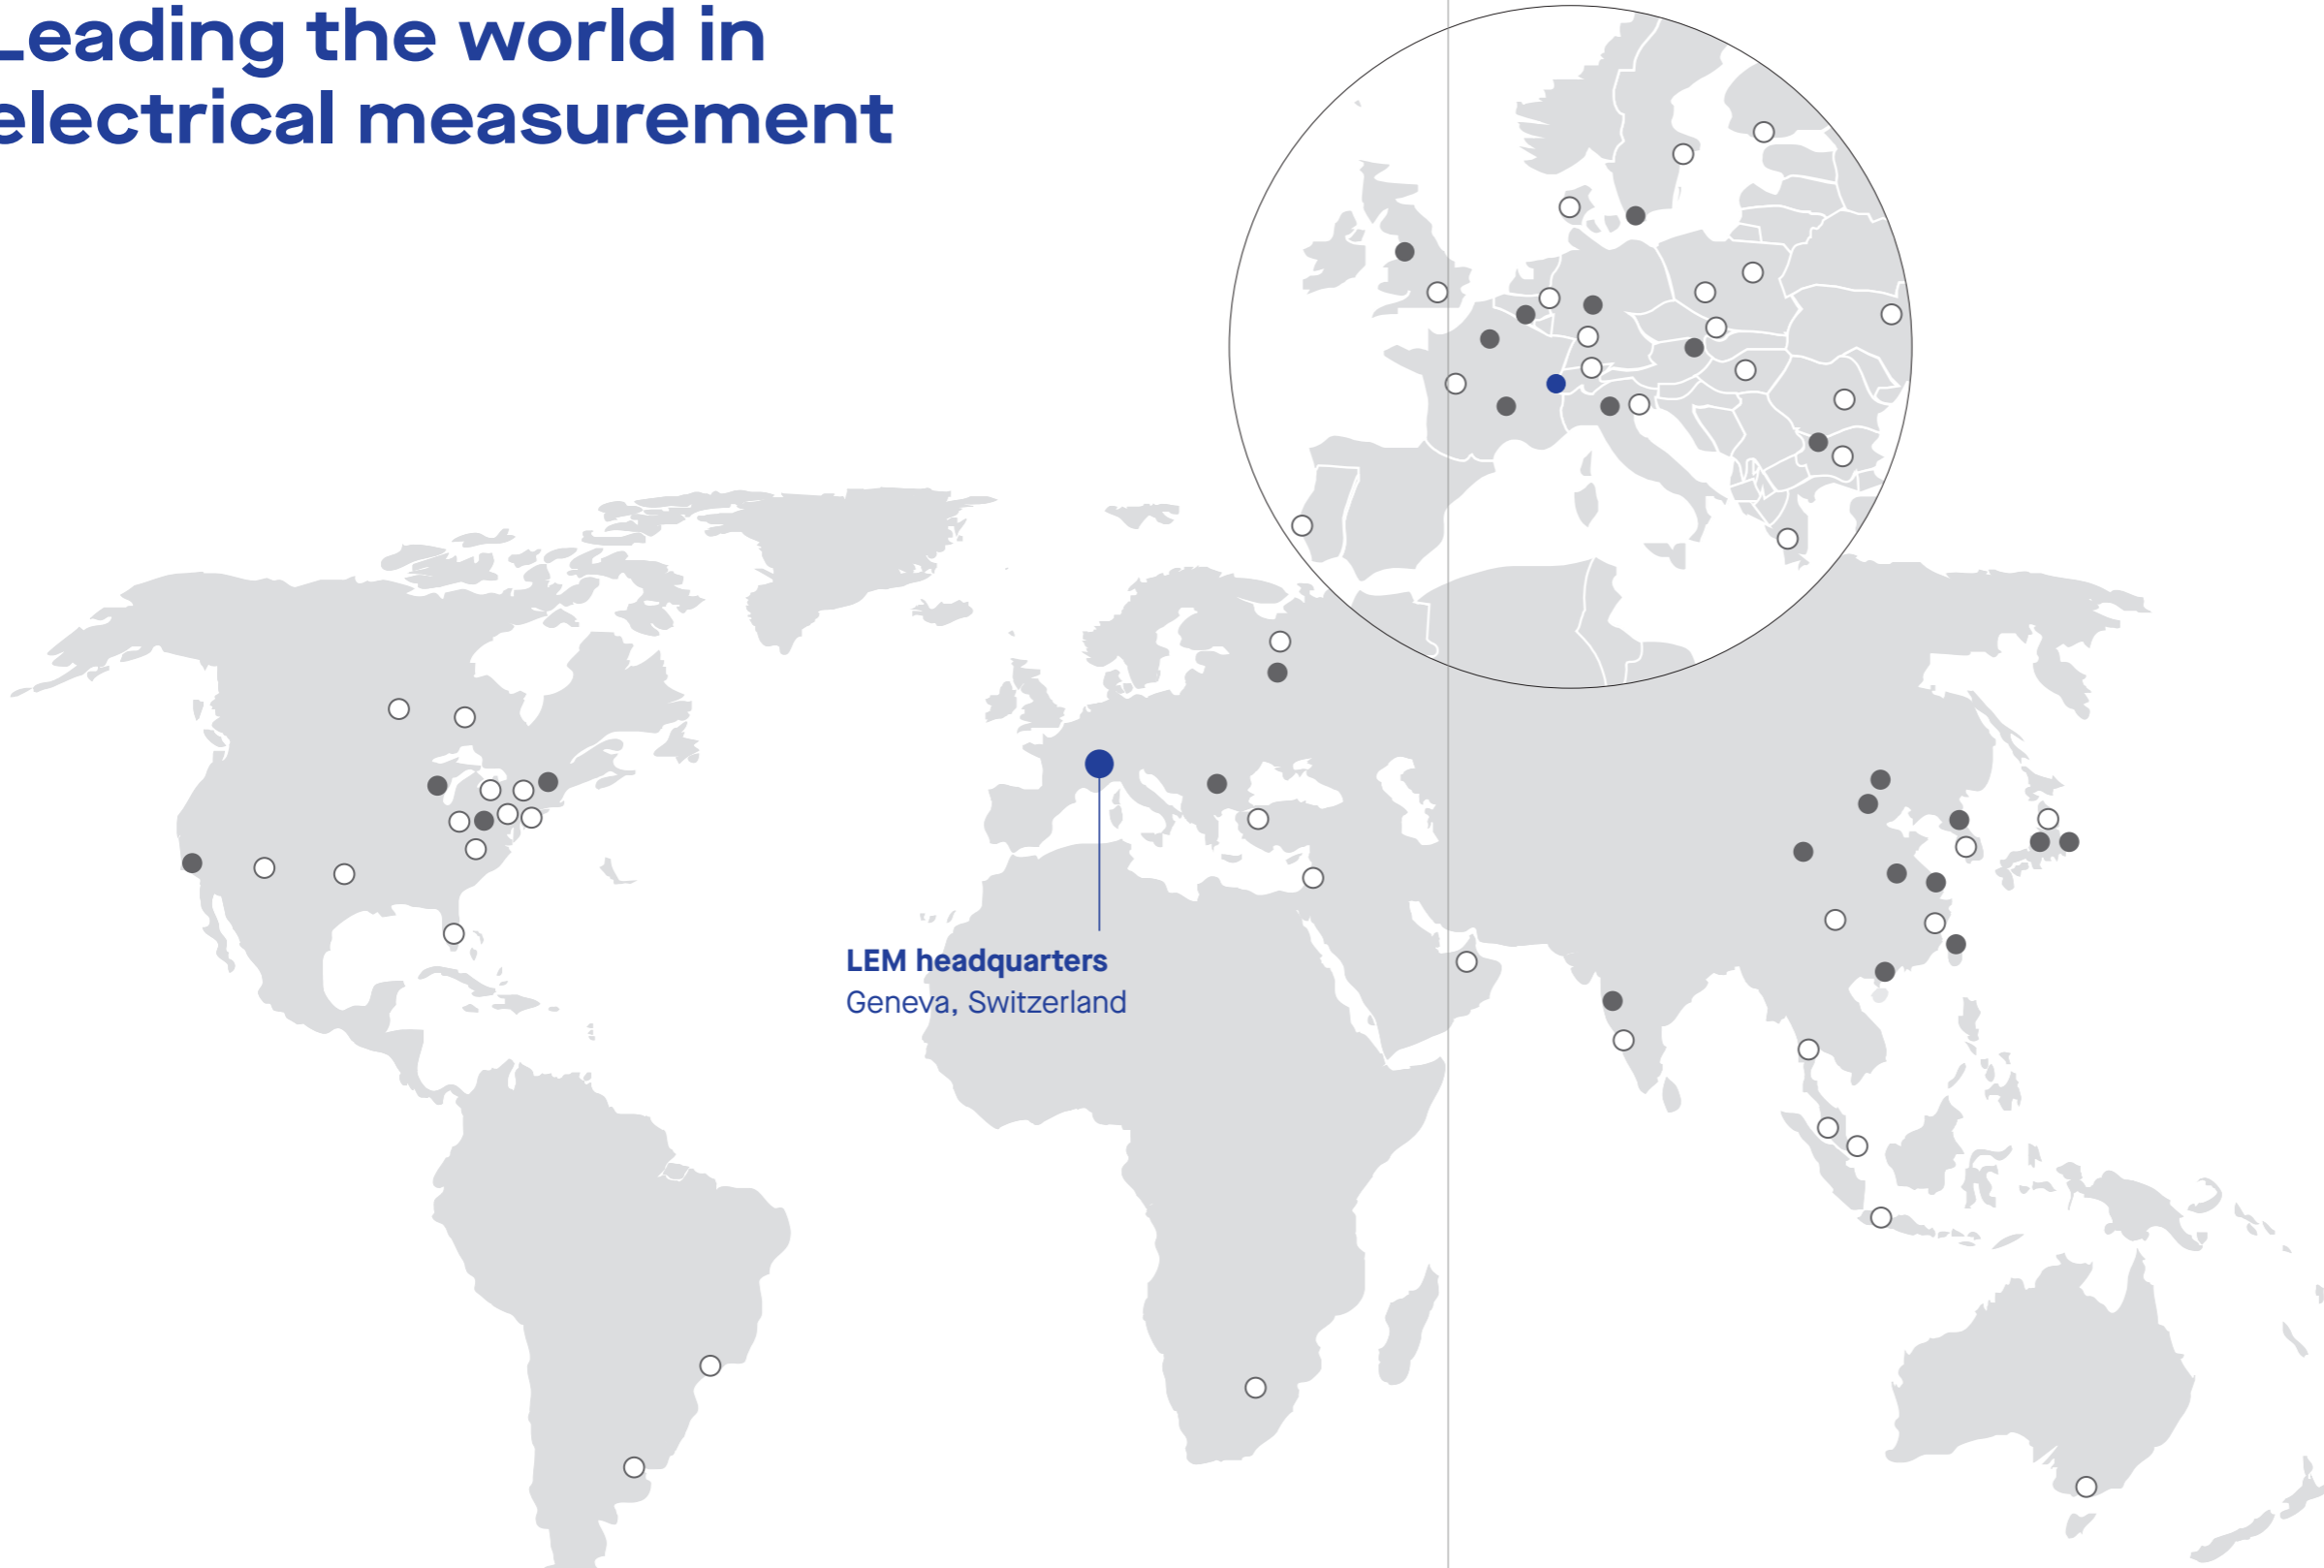 Leading the world in
electrical measurement
LEM headquarters
Geneva, Switzerland